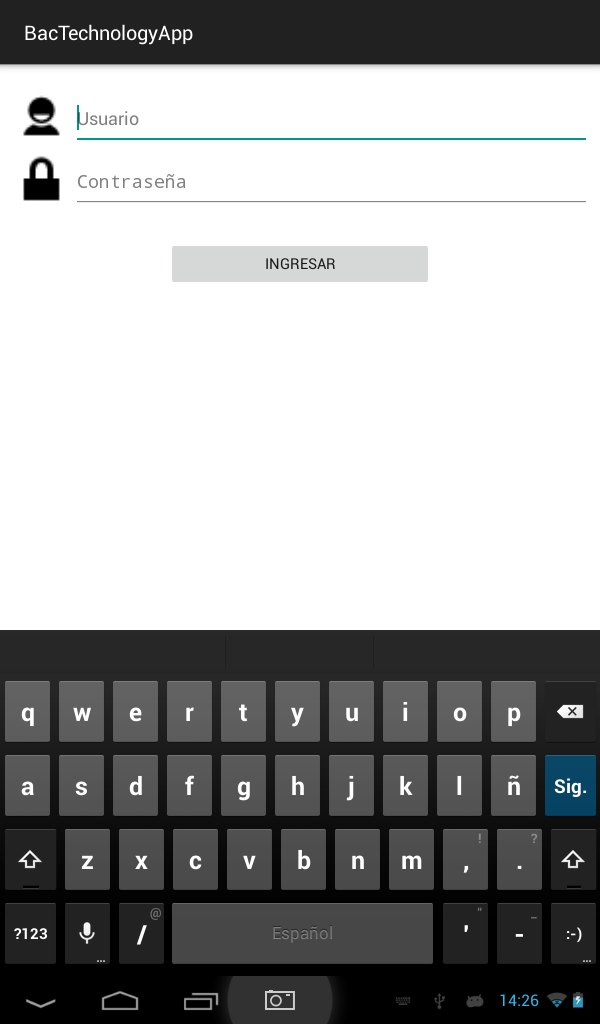 BacTechnologyApp
Usuario
Contraseña
INGRESAR
q w e r t y u i o p
a s d f g h j k l ñ Sig.
z x c v b n m ! , ? .
?123 @ / Español " ' _ - :-)
14:26